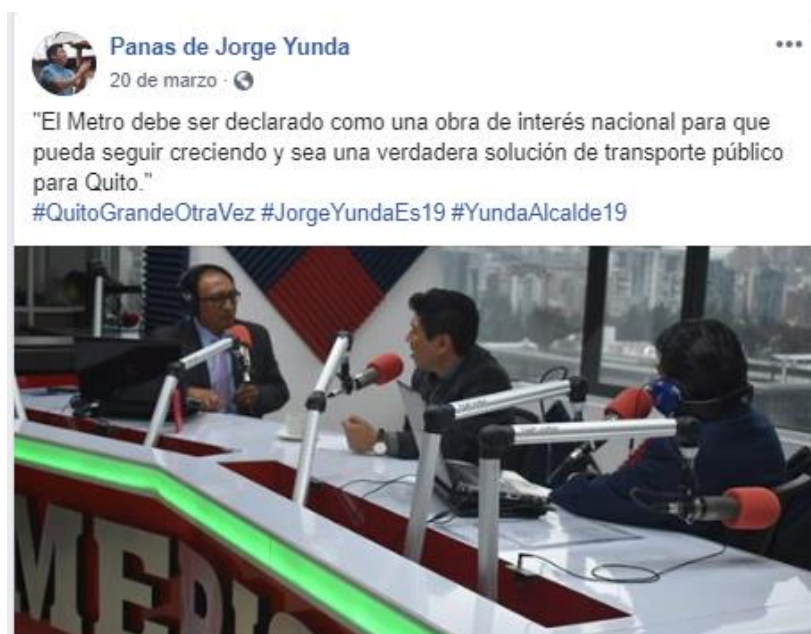 Panas de Jorge Yunda
20 de marzo
"El Metro debe ser declarado como una obra de interés nacional para que
pueda seguir creciendo y sea una verdadera solución de transporte público
para Quito."
#QuitoGrandeOtraVez #JorgeYundaEs19 #YundaAlcalde19